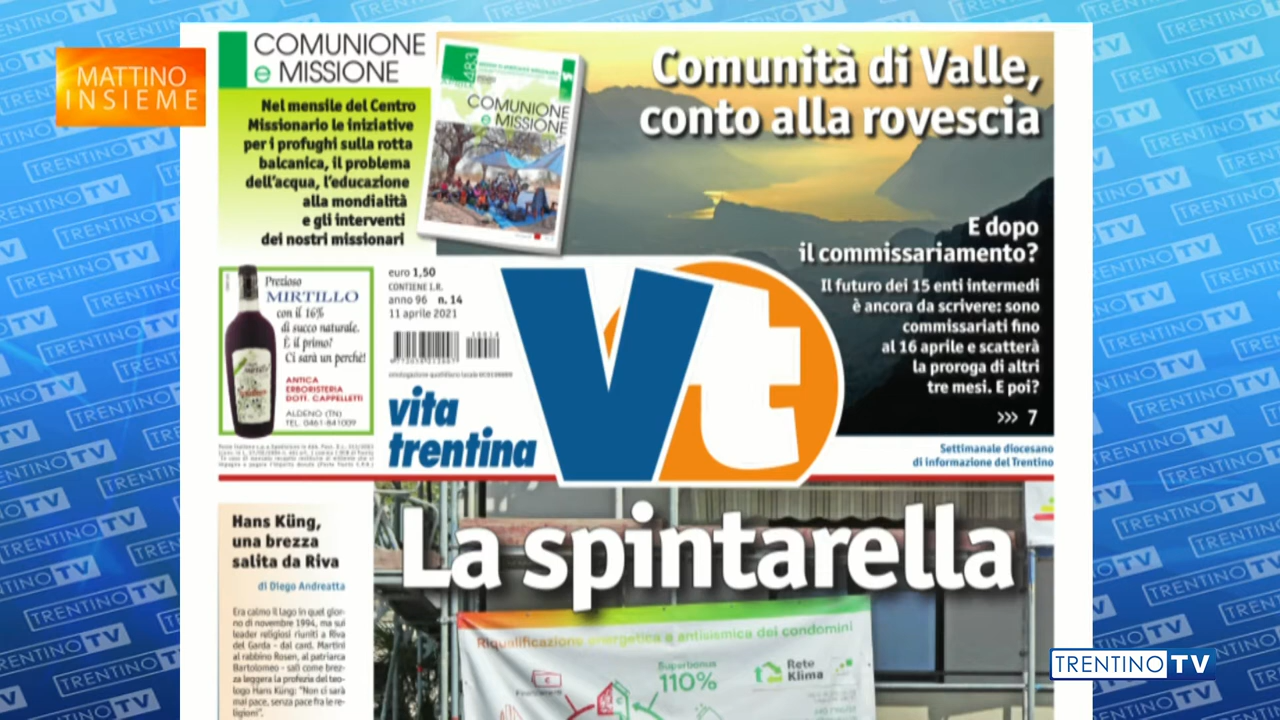 MATTINO
INSIEME
COMUNIONE
e MISSIONE
Nel mensile del Centro
Missionario le iniziative
per i profughi sulla rotta
balcanica, il problema
dell'acqua, l'educazione
alla mondialità
e gli interventi
dei nostri missionari
483
COMUNIONE
e MISSIONE
Comunità di Valle,
conto alla rovescia
E dopo
il commissariamento?
Il futuro dei 15 enti intermedi
è ancora da scrivere: sono
commissariati fino
al 16 aprile e scatterà
la proroga di altri
tre mesi. E poi?
>>> 7
Prezioso
MIRTILLO
con il 16%
di succo naturale.
È il primo?
Ci sarà un perché!
ANTICA
ERBORISTERIA
DOTT. CAPPELLETTI
ALDENO (TN)
TEL. 0461-841009
euro 1,50
CONTIENE I.R.
anno 96 n. 14
11 aprile 2021
vita
trentina
Vt
Settimanale diocesano
di informazione del Trentino
Hans Küng,
una brezza
salita da Riva
di Diego Andreatta
Era calmo il lago in quel gior-
no di novembre 1994, ma sui
leader religiosi riuniti a Riva
del Garda - dal card. Martini
al rabbino Rosen, al patriarca
Bartolomeo - salì come brez-
za leggera la profezia del teo-
logo Hans Küng: "Non ci sarà
mai pace, senza pace fra le re-
ligioni".
La spintarella
Riqualificazione energetica e antisismica dei condomini
Finanziamenti
Superbonus
110%
Rete
Klima
TRENTINO TV